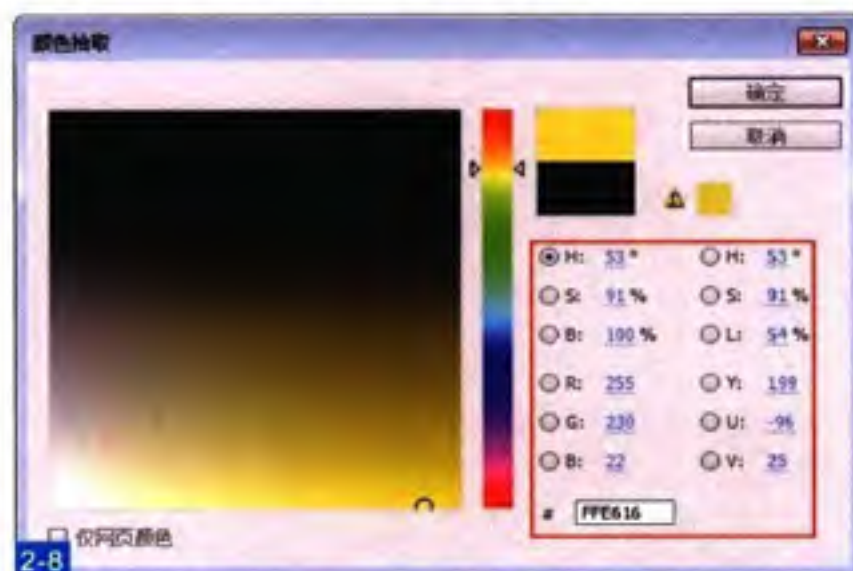 颜色拾取
确定
取消
H: 53° H: 53°
S: 91% S: 91%
B: 100% L: 54%
R: 255 Y: 199
G: 230 U: -96
B: 22 V: 25
# FFE616
仅网页颜色
2-8